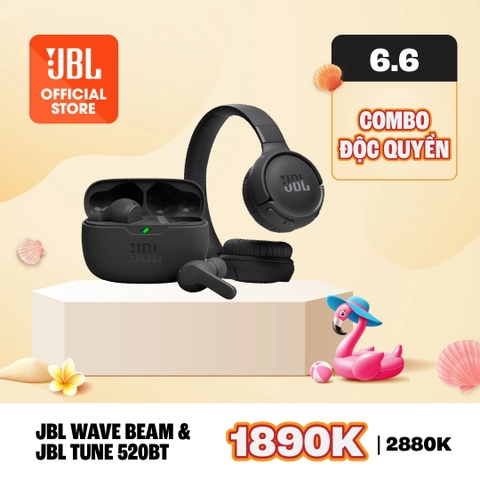 JBL
OFFICIAL
STORE
6.6
COMBO
ĐỘC QUYỀN
JBL
JBL
JBL WAVE BEAM &
JBL TUNE 520BT
1890K
| 2880K